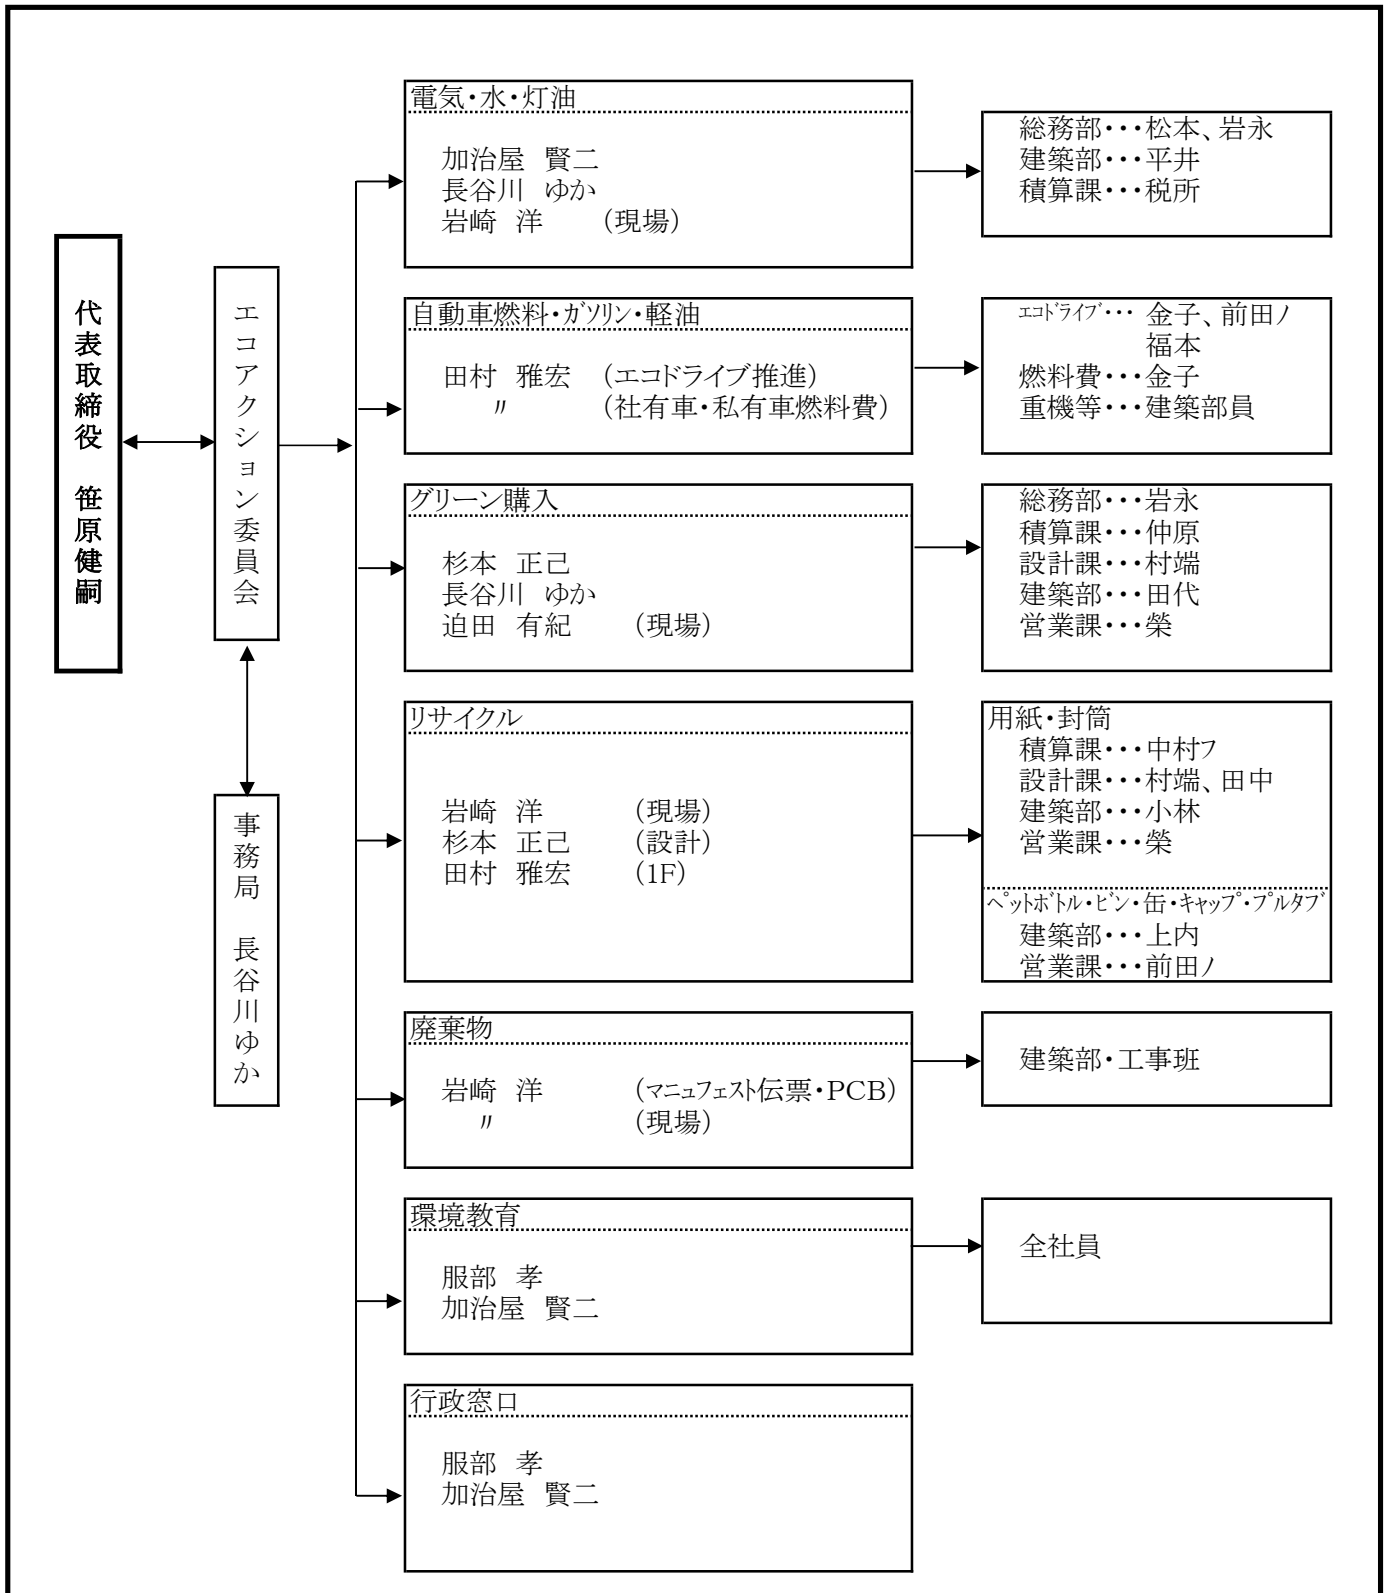 代表取締役　笹原健嗣
エコアクション委員会
事務局　長谷川ゆか
電気・水・灯油
加治屋　賢二
長谷川　ゆか
岩崎　洋　（現場）
総務部・・・松本、岩永
建築部・・・平井
積算課・・・税所
自動車燃料・ガソリン・軽油
田村　雅宏　（エコドライブ推進）
〃　（社有車・私有車燃料費）
エコドライブ・・・ 金子、前田ノ
福本
燃料費・・・金子
重機等・・・建築部員
グリーン購入
杉本　正己
長谷川　ゆか
迫田　有紀　（現場）
総務部・・・岩永
積算課・・・仲原
設計課・・・村端
建築部・・・田代
営業課・・・榮
リサイクル
岩崎　洋　（現場）
杉本　正己　（設計）
田村　雅宏　（1F）
用紙・封筒
積算課・・・中村フ
設計課・・・村端、田中
建築部・・・小林
営業課・・・榮
ペットボトル・ビン・缶・キャップ・プルタブ
建築部・・・上内
営業課・・・前田ノ
廃棄物
岩崎　洋　（マニュフェスト伝票・PCB）
〃　（現場）
建築部・工事班
環境教育
服部　孝
加治屋　賢二
全社員
行政窓口
服部　孝
加治屋　賢二